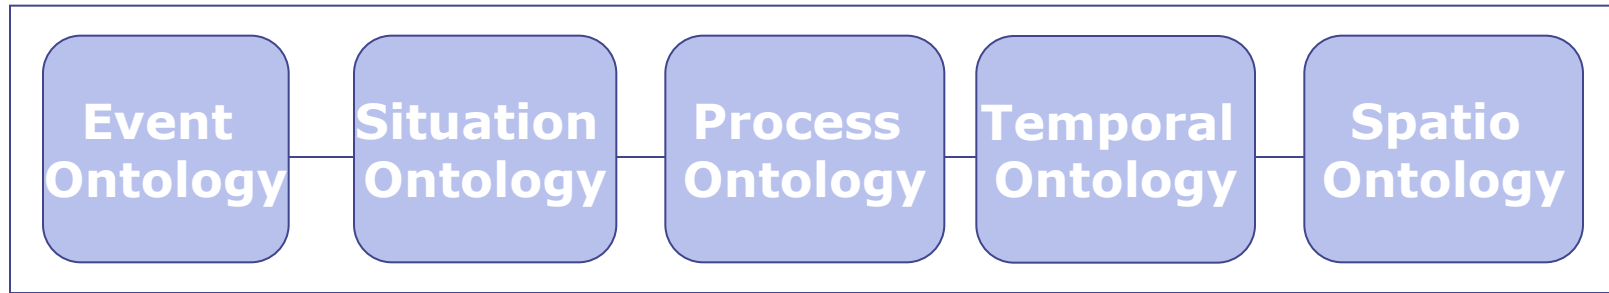 Event
Ontology
Situation
Ontology
Process
Ontology
Temporal
Ontology
Spatio
Ontology